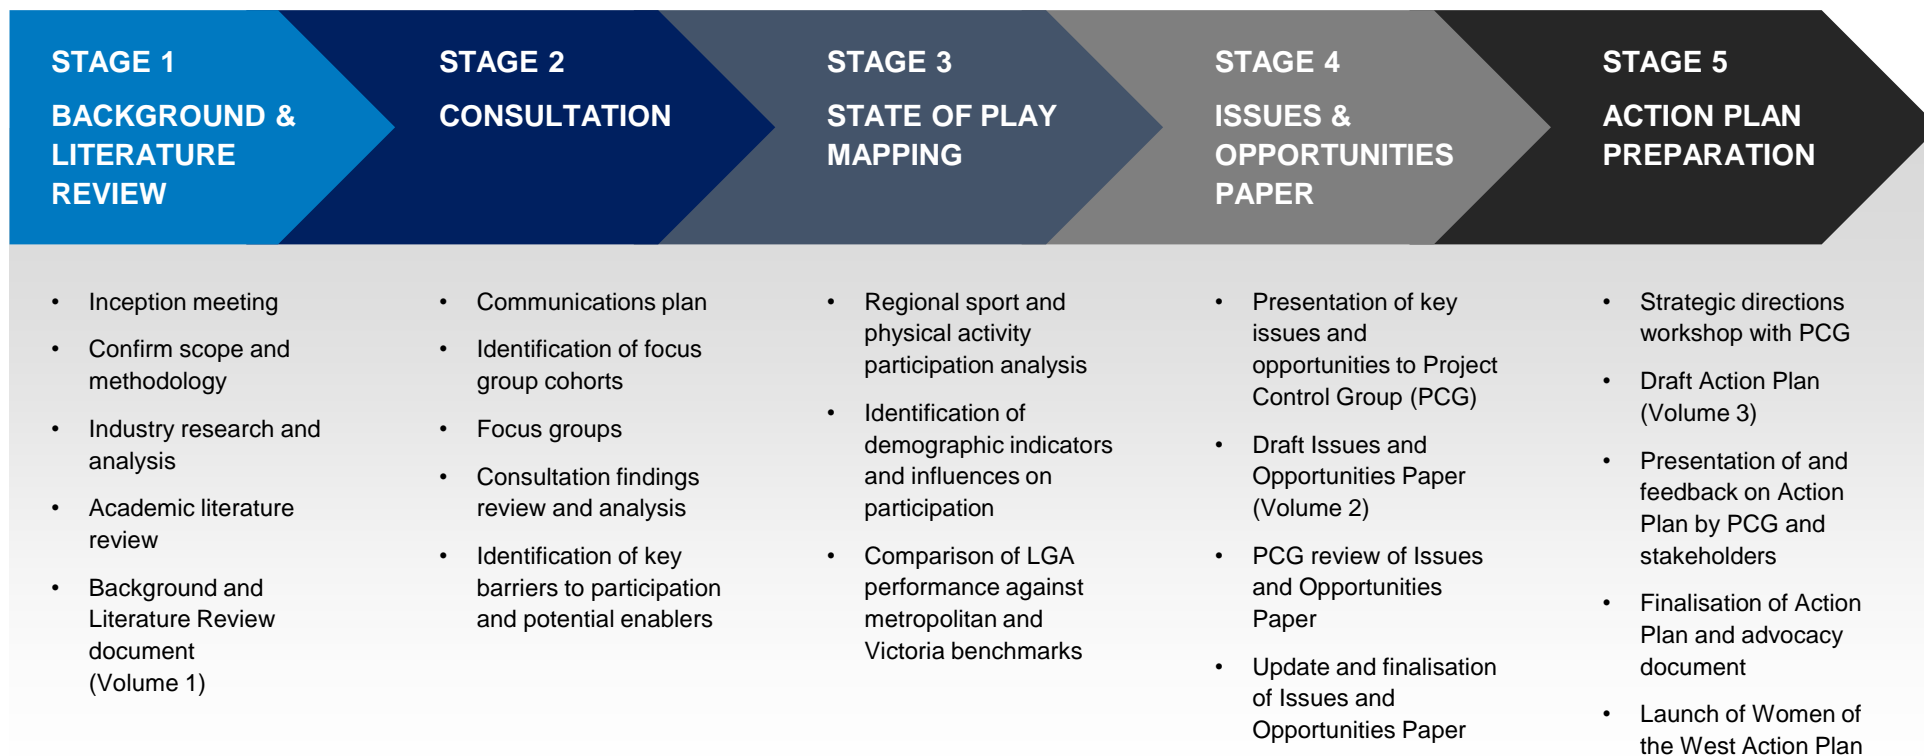 STAGE 1
BACKGROUND &
LITERATURE
REVIEW
• Inception meeting
• Confirm scope and
methodology
• Industry research and
analysis
• Academic literature
review
• Background and
Literature Review
document
(Volume 1)
STAGE 2
CONSULTATION
• Communications plan
• Identification of focus
group cohorts
• Focus groups
• Consultation findings
review and analysis
• Identification of key
barriers to participation
and potential enablers
STAGE 3
STATE OF PLAY
MAPPING
• Regional sport and
physical activity
participation analysis
• Identification of
demographic indicators
and influences on
participation
• Comparison of LGA
performance against
metropolitan and
Victoria benchmarks
STAGE 4
ISSUES &
OPPORTUNITIES
PAPER
• Presentation of key
issues and
opportunities to Project
Control Group (PCG)
• Draft Issues and
Opportunities Paper
(Volume 2)
• PCG review of Issues
and Opportunities
Paper
• Update and finalisation
of Issues and
Opportunities Paper
STAGE 5
ACTION PLAN
PREPARATION
• Strategic directions
workshop with PCG
• Draft Action Plan
(Volume 3)
• Presentation of and
feedback on Action
Plan by PCG and
stakeholders
• Finalisation of Action
Plan and advocacy
document
• Launch of Women of
the West Action Plan